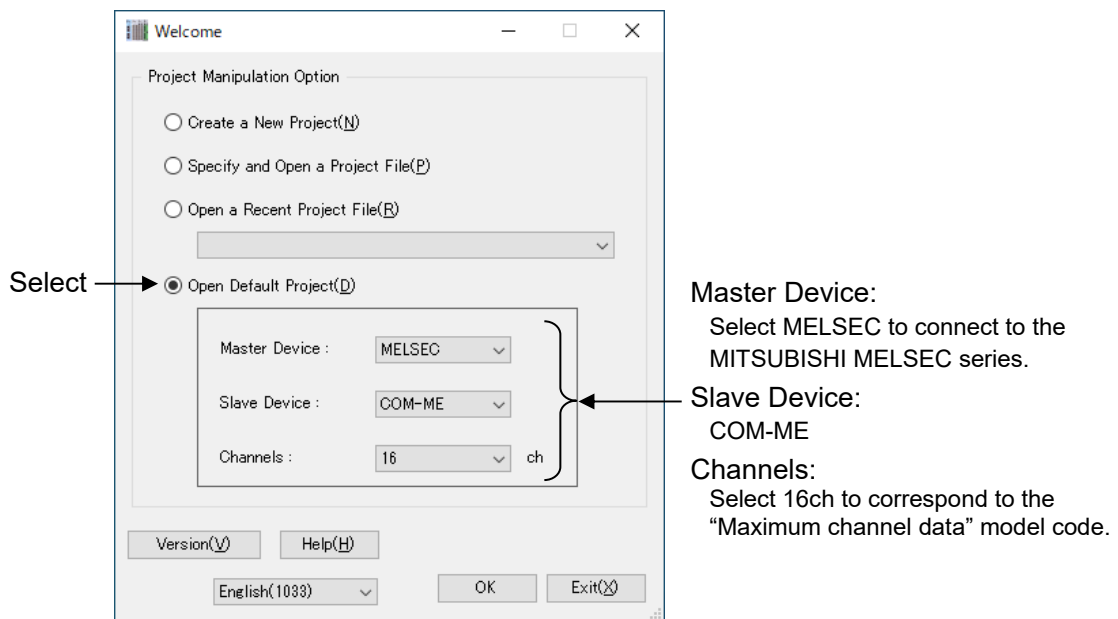 Welcome
Project Manipulation Option
Create a New Project(N)
Specify and Open a Project File(P)
Open a Recent Project File(R)
Select
Open Default Project(D)
Master Device :
MELSEC
Slave Device :
COM-ME
Channels :
16
ch
Master Device:
Select MELSEC to connect to the
MITSUBISHI MELSEC series.
Slave Device:
COM-ME
Channels:
Select 16ch to correspond to the
“Maximum channel data” model code.
Version(V)
Help(H)
English(1033)
OK
Exit(X)